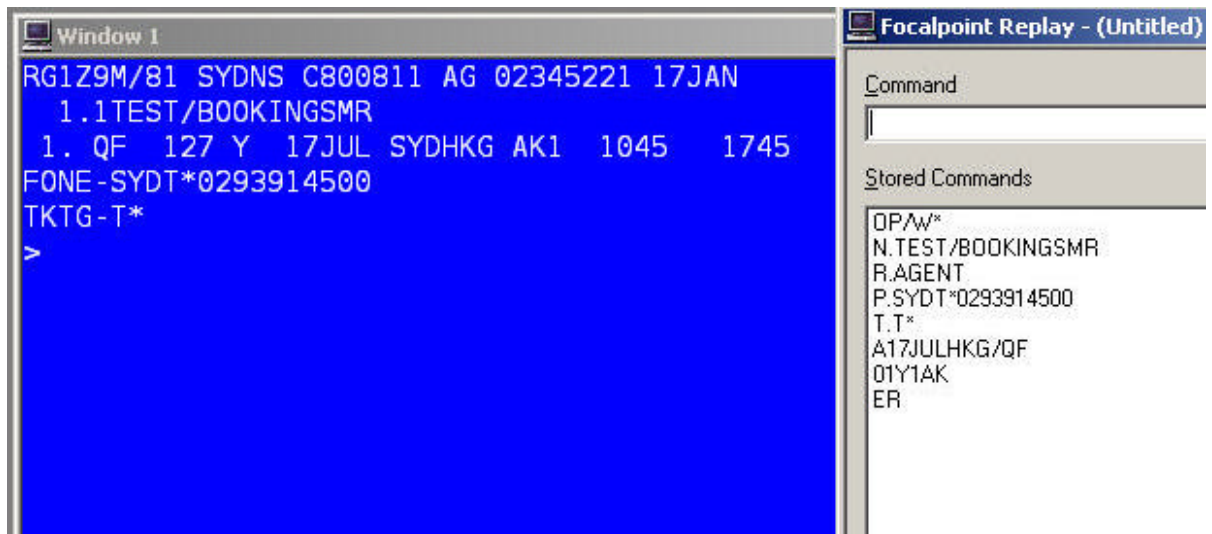 Window 1
RG1Z9M/81 SYDNS C800811 AG 02345221 17JAN
1.1TEST/BOOKINGSMR
1. QF 127 Y 17JUL SYDHKG AK1 1045 1745
FONE-SYDT*0293914500
TKTG-T*
>
Focalpoint Replay - (Untitled)
Command
Stored Commands
OP/W*
N.TEST/BOOKINGSMR
R.AGENT
P.SYDT*0293914500
T.T*
A17JULHKG/QF
01Y1AK
ER